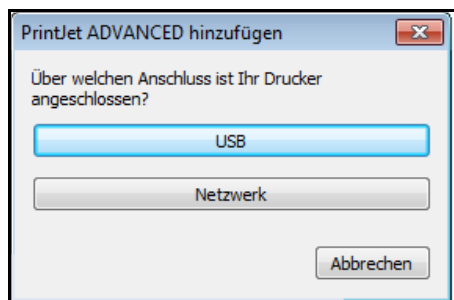 PrintJet ADVANCED hinzufügen
Über welchen Anschluss ist Ihr Drucker
angeschlossen?
USB
Netzwerk
Abbrechen